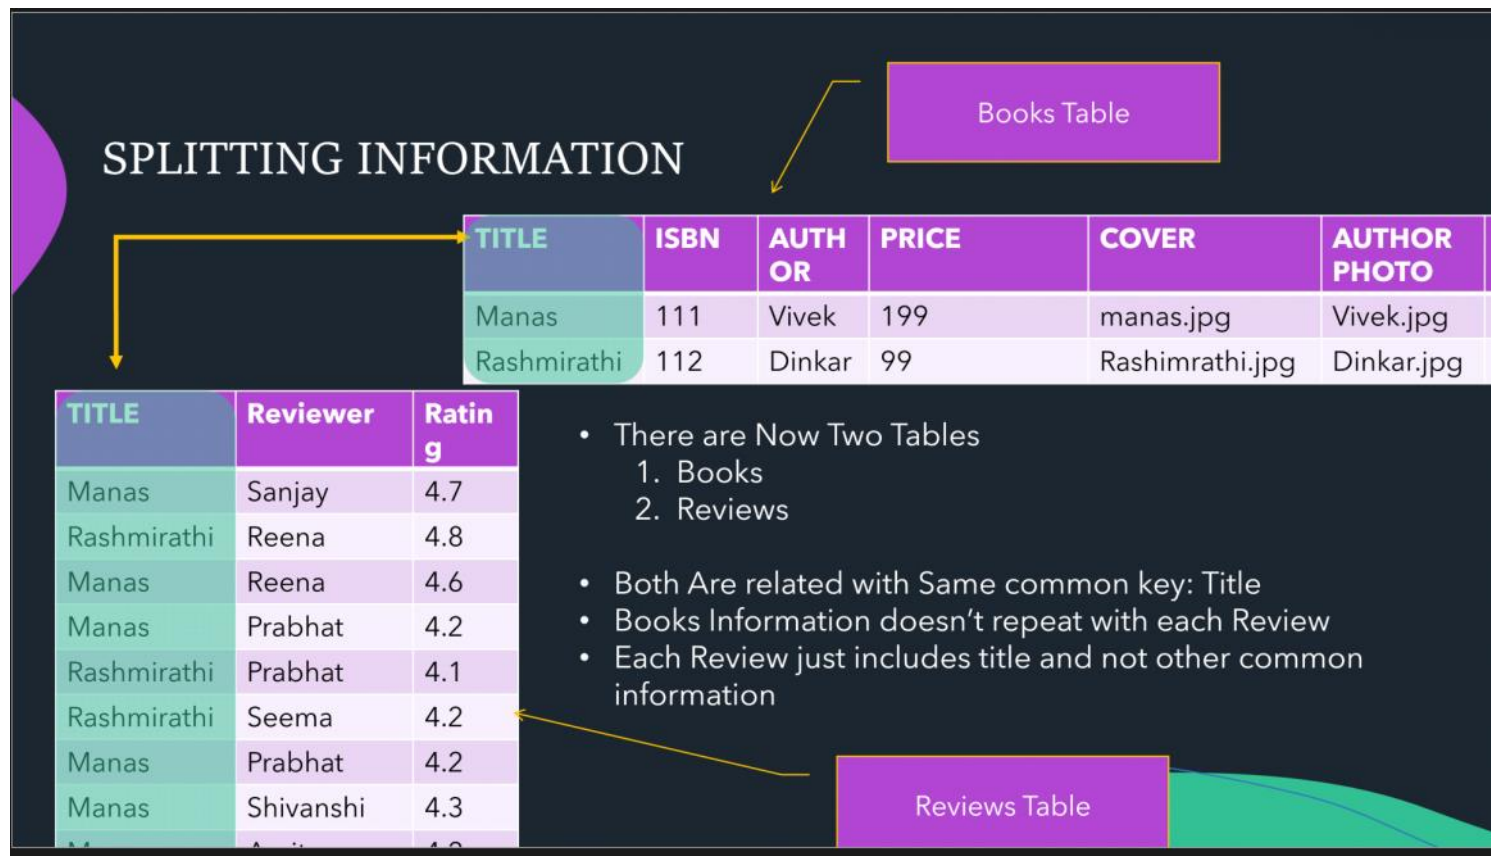 Books Table
SPLITTING INFORMATION
TITLE ISBN AUTH OR PRICE COVER AUTHOR PHOTO
Manas 111 Vivek 199 manas.jpg Vivek.jpg
Rashmirathi 112 Dinkar 99 Rashimrathi.jpg Dinkar.jpg
TITLE Reviewer Ratin g
Manas Sanjay 4.7
Rashmirathi Reena 4.8
Manas Reena 4.6
Manas Prabhat 4.2
Rashmirathi Prabhat 4.1
Rashmirathi Seema 4.2
Manas Prabhat 4.2
Manas Shivanshi 4.3
• There are Now Two Tables
1. Books
2. Reviews
• Both Are related with Same common key: Title
• Books Information doesn’t repeat with each Review
• Each Review just includes title and not other common
information
Reviews Table